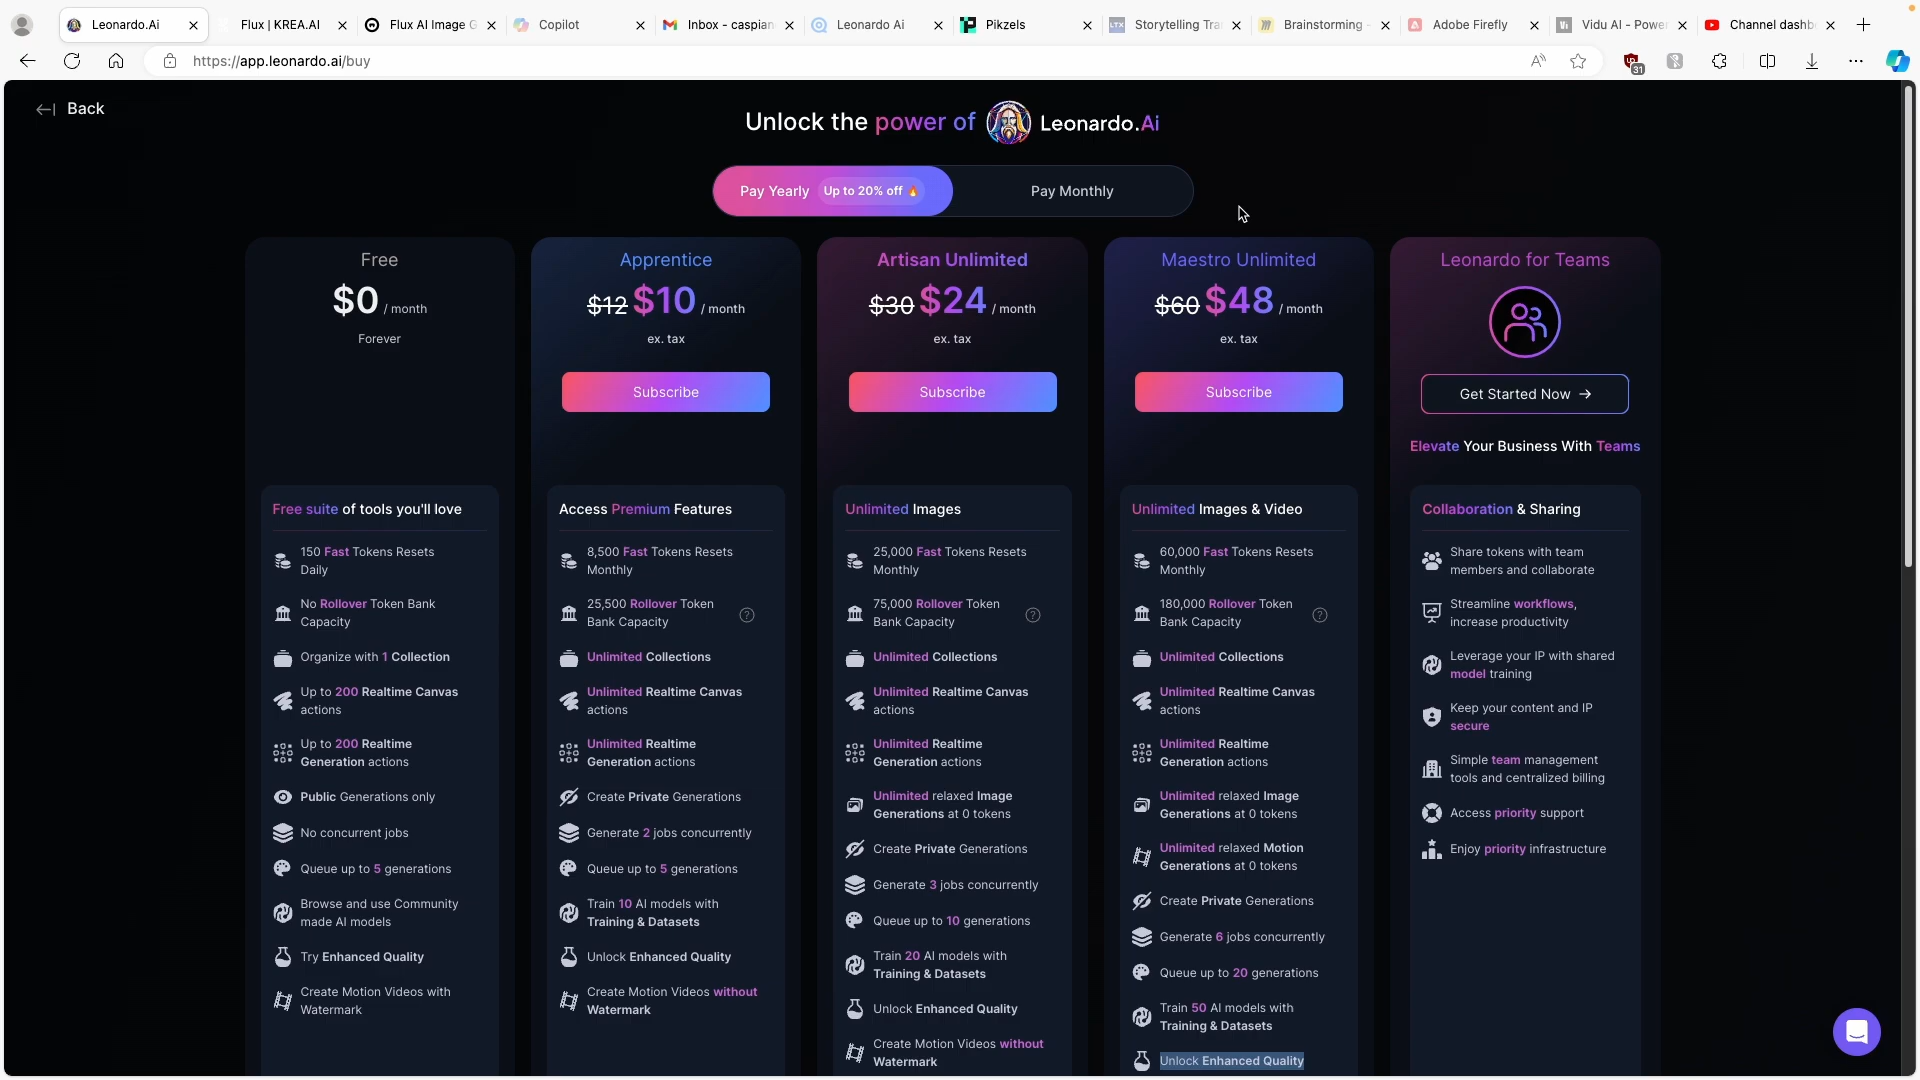 Leonardo.Ai
Flux | KREA.AI
Flux AI Image G
Copilot
Inbox - caspian
Leonardo Ai
Pikzels
Storytelling Tra
Brainstorming -
Adobe Firefly
Vidu AI - Power
Channel dashb
https://app.leonardo.ai/buy
31
Back
Unlock the power of Leonardo.Ai
Pay Yearly Up to 20% off 🔥
Pay Monthly
Free
$0 / month
Forever
Free suite of tools you'll love
150 Fast Tokens Resets
Daily
No Rollover Token Bank
Capacity
Organize with 1 Collection
Up to 200 Realtime Canvas
actions
Up to 200 Realtime
Generation actions
Public Generations only
No concurrent jobs
Queue up to 5 generations
Browse and use Community
made AI models
Try Enhanced Quality
Create Motion Videos with
Watermark
Apprentice
$12 $10 / month
ex. tax
Subscribe
Access Premium Features
8,500 Fast Tokens Resets
Monthly
25,500 Rollover Token
Bank Capacity
?
Unlimited Collections
Unlimited Realtime Canvas
actions
Unlimited Realtime
Generation actions
Create Private Generations
Generate 2 jobs concurrently
Queue up to 5 generations
Train 10 AI models with
Training & Datasets
Unlock Enhanced Quality
Create Motion Videos without
Watermark
Artisan Unlimited
$30 $24 / month
ex. tax
Subscribe
Unlimited Images
25,000 Fast Tokens Resets
Monthly
75,000 Rollover Token
Bank Capacity
?
Unlimited Collections
Unlimited Realtime Canvas
actions
Unlimited Realtime
Generation actions
Unlimited relaxed Image
Generations at 0 tokens
Create Private Generations
Generate 3 jobs concurrently
Queue up to 10 generations
Train 20 AI models with
Training & Datasets
Unlock Enhanced Quality
Create Motion Videos without
Watermark
Maestro Unlimited
$60 $48 / month
ex. tax
Subscribe
Unlimited Images & Video
60,000 Fast Tokens Resets
Monthly
180,000 Rollover Token
Bank Capacity
?
Unlimited Collections
Unlimited Realtime Canvas
actions
Unlimited Realtime
Generation actions
Unlimited relaxed Image
Generations at 0 tokens
Unlimited relaxed Motion
Generations at 0 tokens
Create Private Generations
Generate 6 jobs concurrently
Queue up to 20 generations
Train 50 AI models with
Training & Datasets
Unlock Enhanced Quality
Leonardo for Teams
Get Started Now →
Elevate Your Business With Teams
Collaboration & Sharing
Share tokens with team
members and collaborate
Streamline workflows,
increase productivity
Leverage your IP with shared
model training
Keep your content and IP
secure
Simple team management
tools and centralized billing
Access priority support
Enjoy priority infrastructure